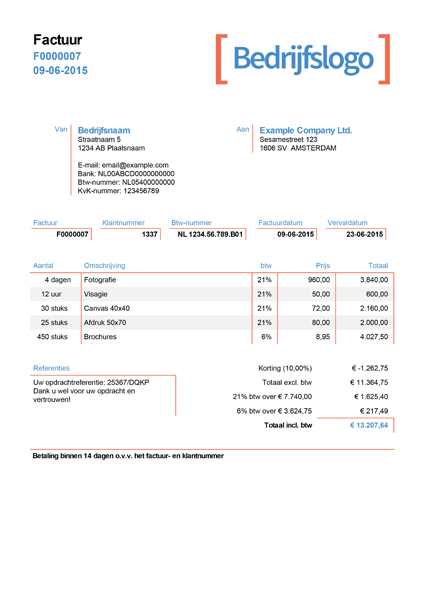 Factuur
F0000007
09-06-2015
Bedrijfslogo
Van
Bedrijfsnaam
Straatnaam 5
1234 AB Plaatsnaam
E-mail: email@example.com
Bank: NL00ABCD0000000000
Btw-nummer: NL05400000000
KvK-nummer: 123456789
Aan
Example Company Ltd.
Sesamestreet 123
1606 SV AMSTERDAM
Factuur Klantnummer Btw-nummer Factuurdatum Vervaldatum
F0000007 1337 NL 1234.56.789.B01 09-06-2015 23-06-2015
Aantal Omschrijving btw Prijs Totaal
4 dagen Fotografie 21% 960,00 3.840,00
12 uur Visagie 21% 50,00 600,00
30 stuks Canvas 40x40 21% 72,00 2.160,00
25 stuks Afdruk 50x70 21% 80,00 2.000,00
450 stuks Brochures 6% 8,95 4.027,50
Referenties
Uw opdrachtreferentie: 25367/DQKP
Dank u wel voor uw opdracht en
vertrouwen!
Korting (10,00%) € -1.262,75
Totaal excl. btw € 11.364,75
21% btw over € 7.740,00 € 1.625,40
6% btw over € 3.624,75 € 217,49
Totaal incl. btw € 13.207,64
Betaling binnen 14 dagen o.v.v. het factuur- en klantnummer